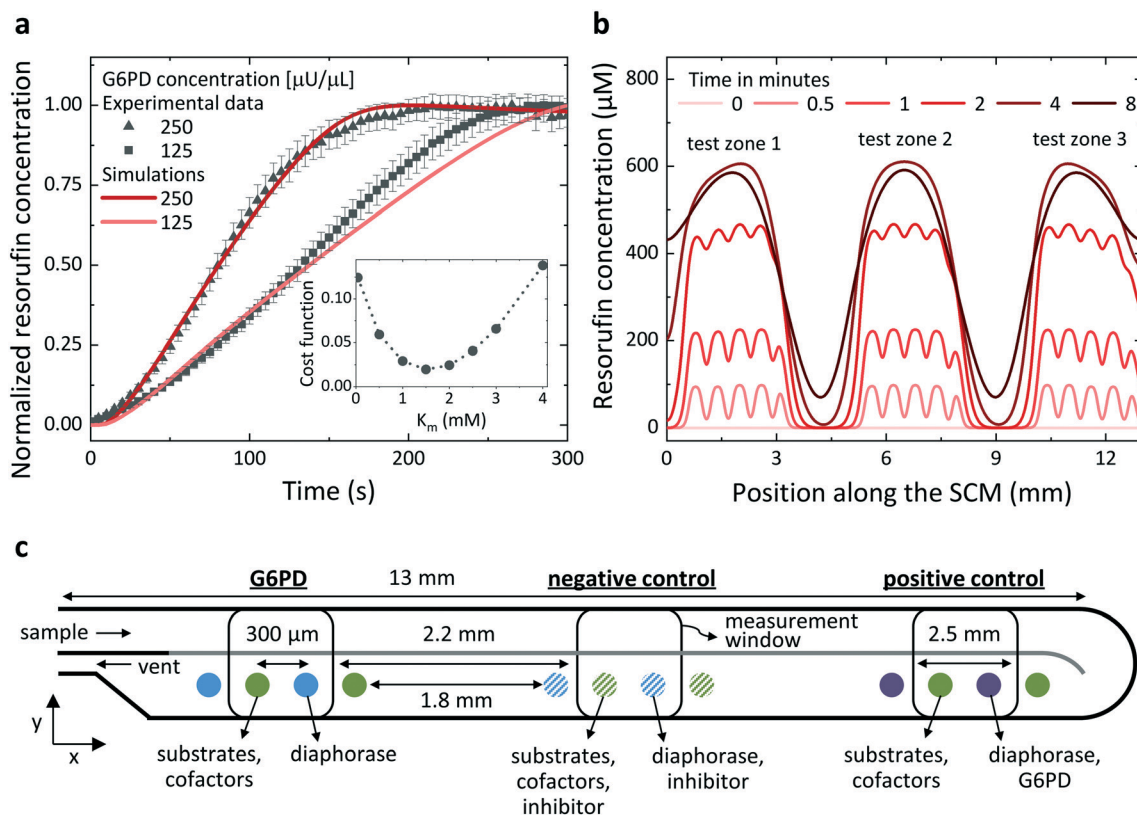 a
G6PD concentration [μU/μL]
Experimental data
250
125
Simulations
250
125
Normalized resorufin concentration
1.00
0.75
0.50
0.25
0.00
0
100
200
300
Time (s)
Cost function
0.10
0.05
0.00
0
1
2
3
4
Km (mM)
b
Time in minutes
0
0.5
1
2
4
8
test zone 1
test zone 2
test zone 3
Resorufin concentration (μM)
800
600
400
200
0
0
3
6
9
12
Position along the SCM (mm)
c
G6PD
13 mm
negative control
positive control
sample
300 μm
2.2 mm
measurement
window
2.5 mm
vent
1.8 mm
y
x
substrates,
cofactors
diaphorase
substrates,
cofactors,
inhibitor
diaphorase,
inhibitor
substrates,
cofactors
diaphorase,
G6PD